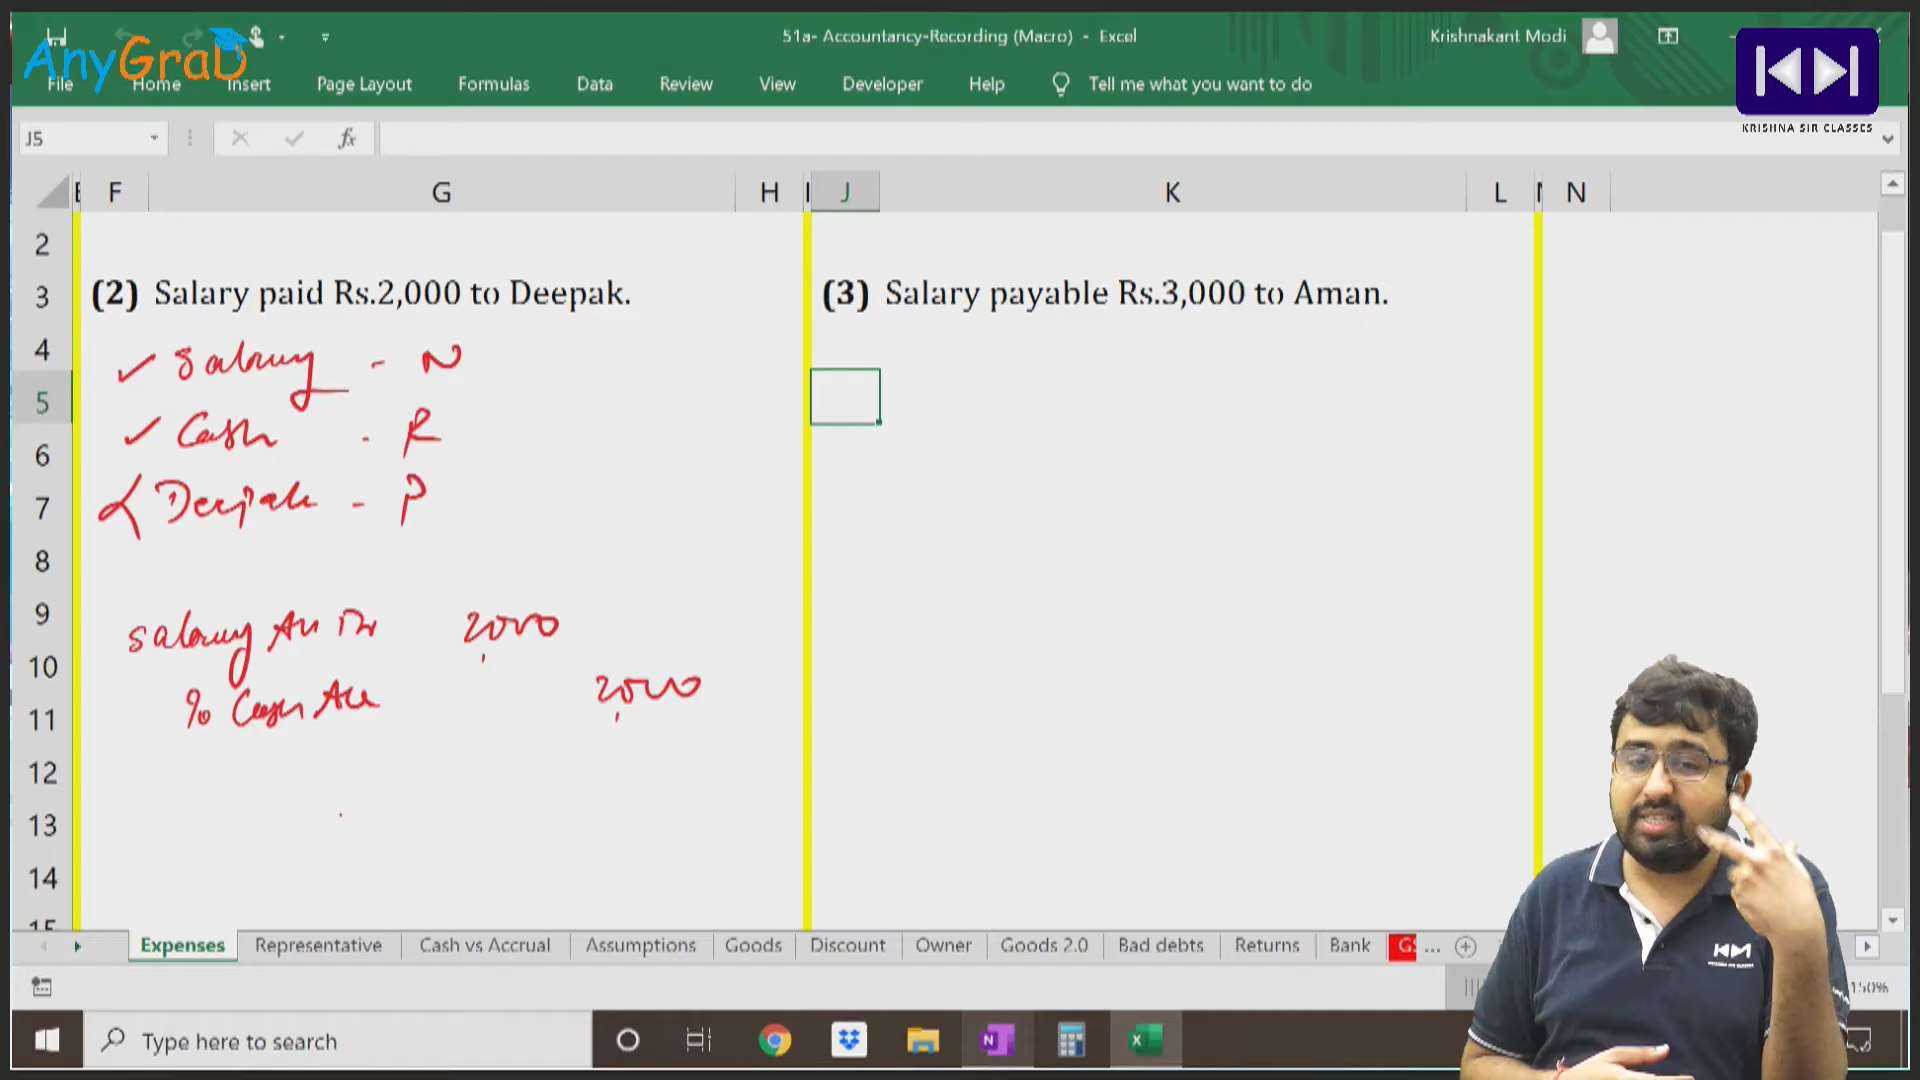 51a- Accountancy-Recording (Macro) - Excel
Krishnakant Modi
AnyGraD
KRISHNA SIR CLASSES
File Home Insert Page Layout Formulas Data Review View Developer Help Tell me what you want to do
J5
fx
F G H I J K L N
2
3 (2) Salary paid Rs.2,000 to Deepak. (3) Salary payable Rs.3,000 to Aman.
4 Salary - N
5
6 Cash - R
7 Deepak - P
8
9 Salary A/c Dr 2000
10
11 Cash A/c 2000
12
13
14
15
Expenses Representative Cash vs Accrual Assumptions Goods Discount Owner Goods 2.0 Bad debts Returns Bank GS ...
150%
Type here to search